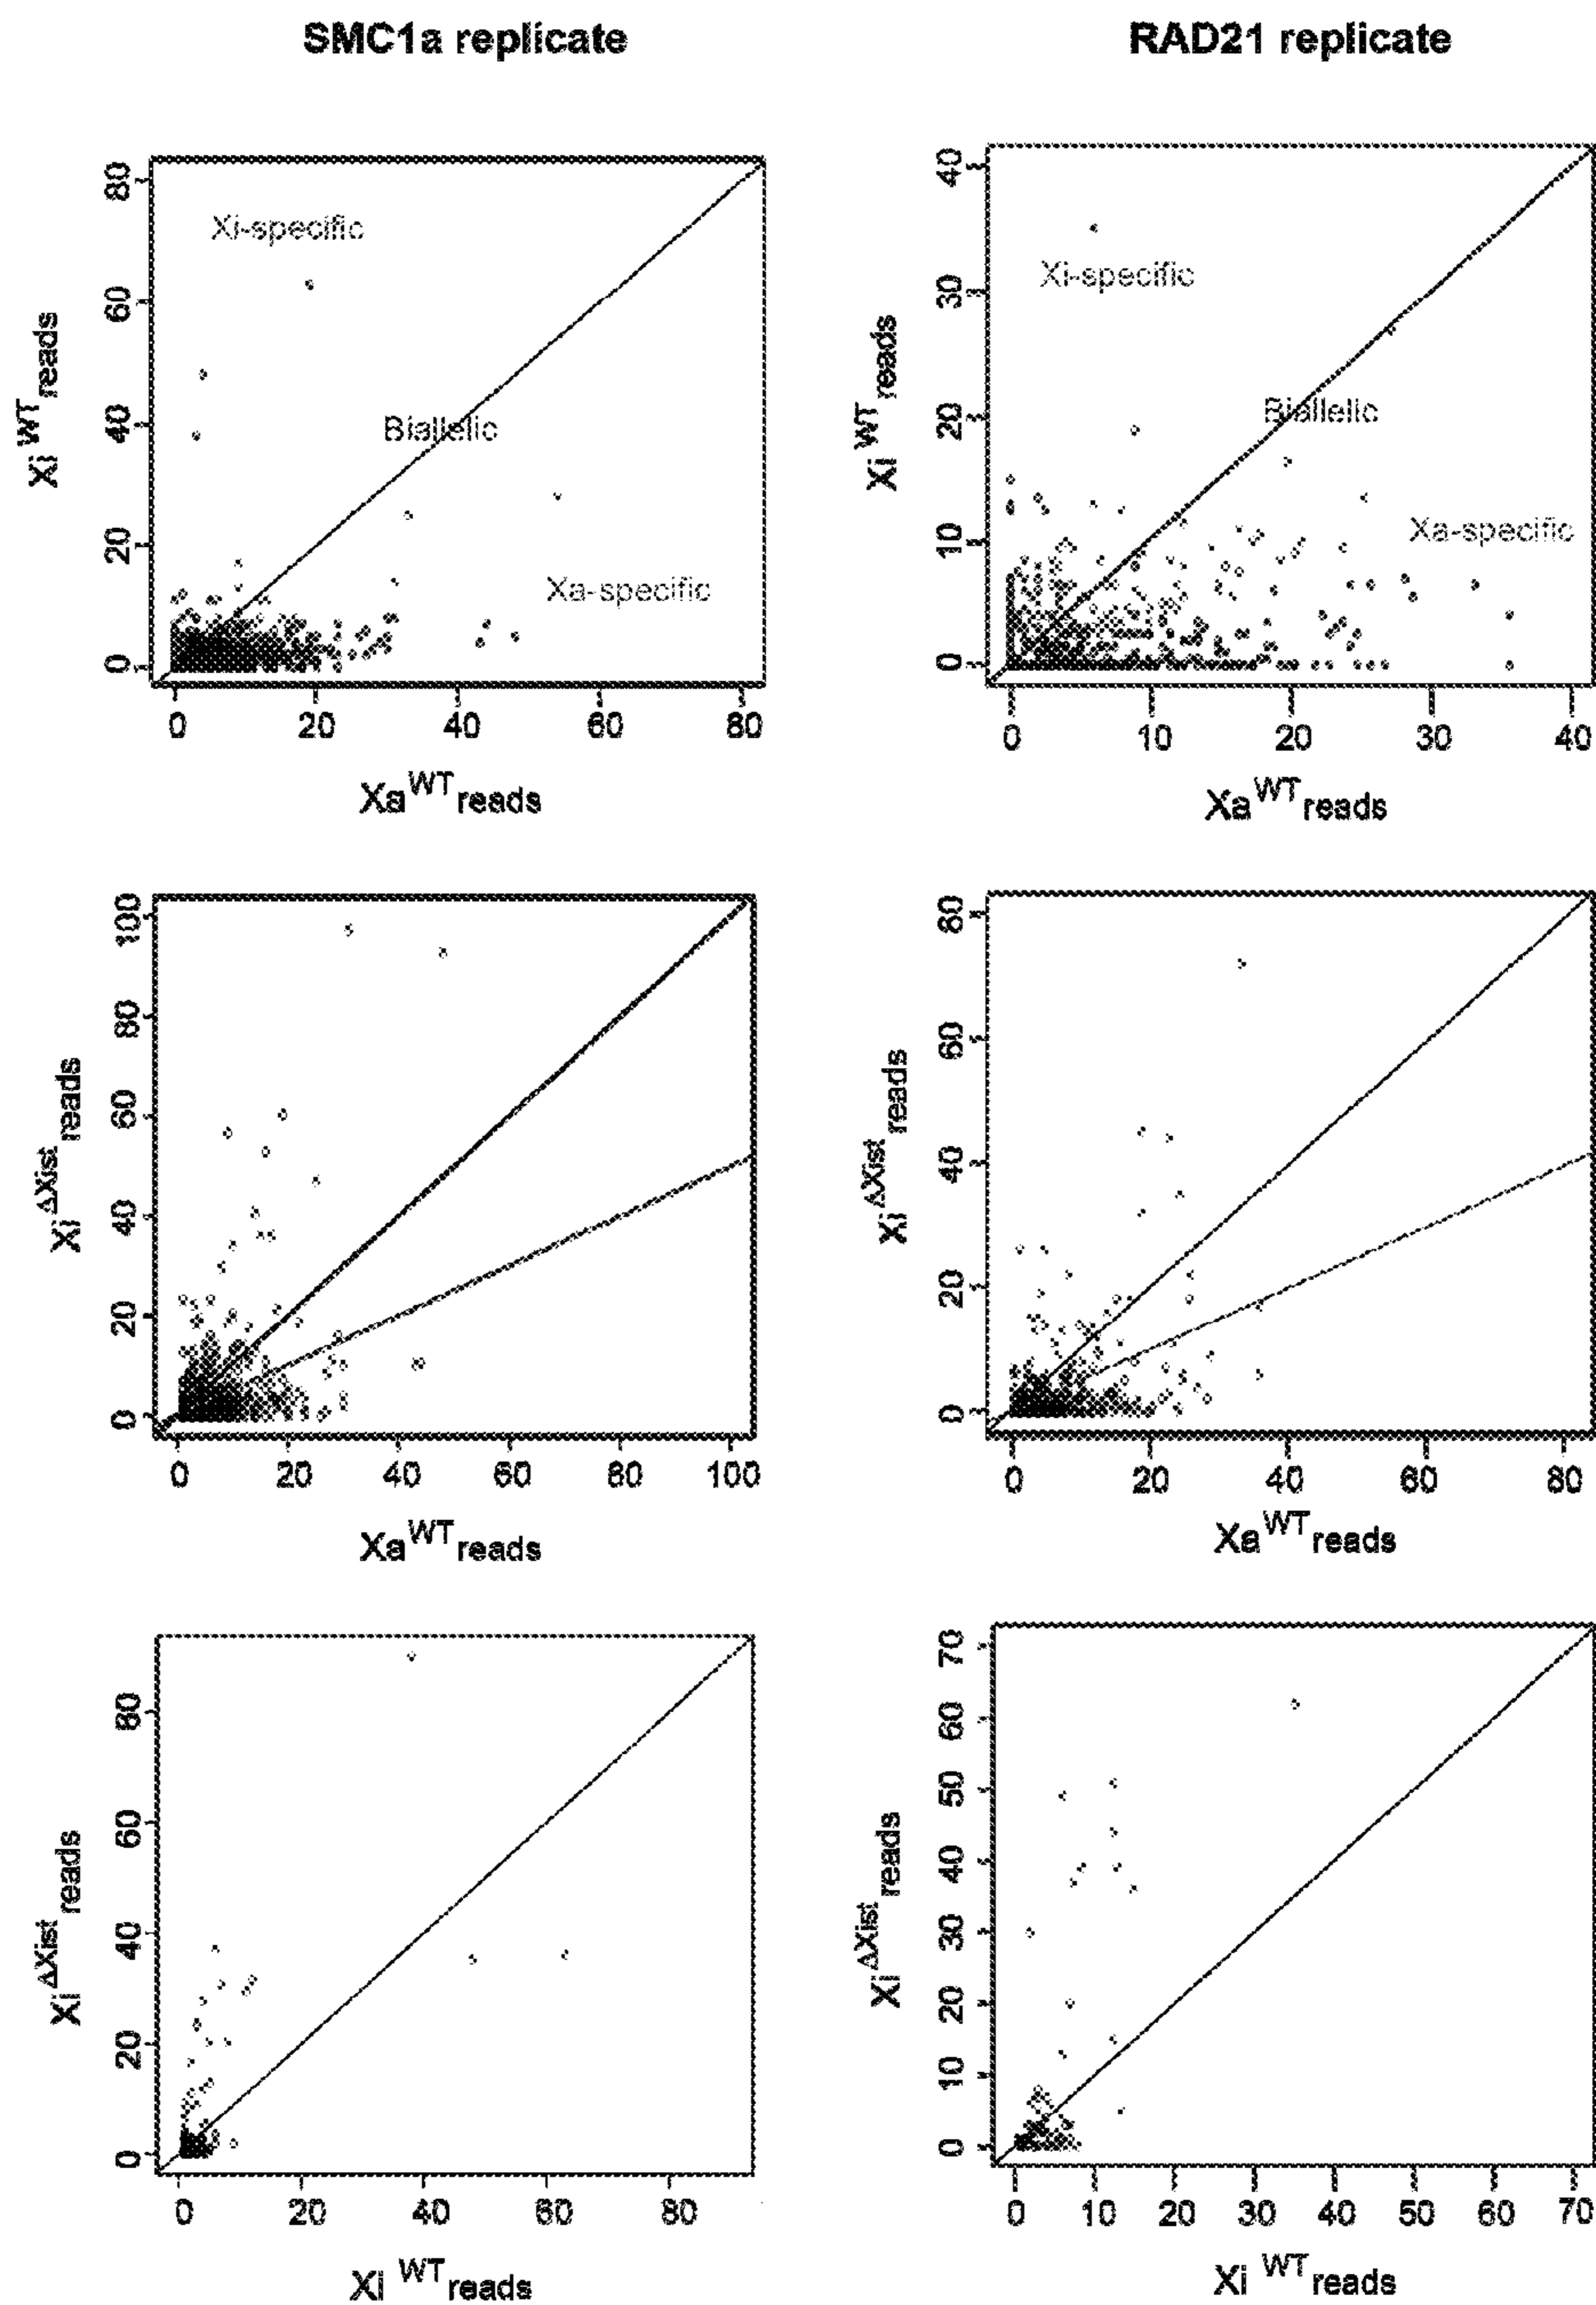 SMC1a replicate
RAD21 replicate
80
60
40
20
0
Xi WT reads
Xi-specific
Biallelic
Xa-specific
0 20 40 60 80
Xa WT reads
40
30
20
10
0
Xi WT reads
Xi-specific
Biallelic
Xa-specific
0 10 20 30 40
Xa WT reads
100
80
60
40
20
0
Xi ΔXist reads
0 20 40 60 80 100
Xa WT reads
80
60
40
20
0
Xi ΔXist reads
0 20 40 60 80
Xa WT reads
80
60
40
20
0
Xi ΔXist reads
0 20 40 60 80
Xi WT reads
70
60
50
40
30
20
10
0
Xi ΔXist reads
0 10 20 30 40 50 60 70
Xi WT reads